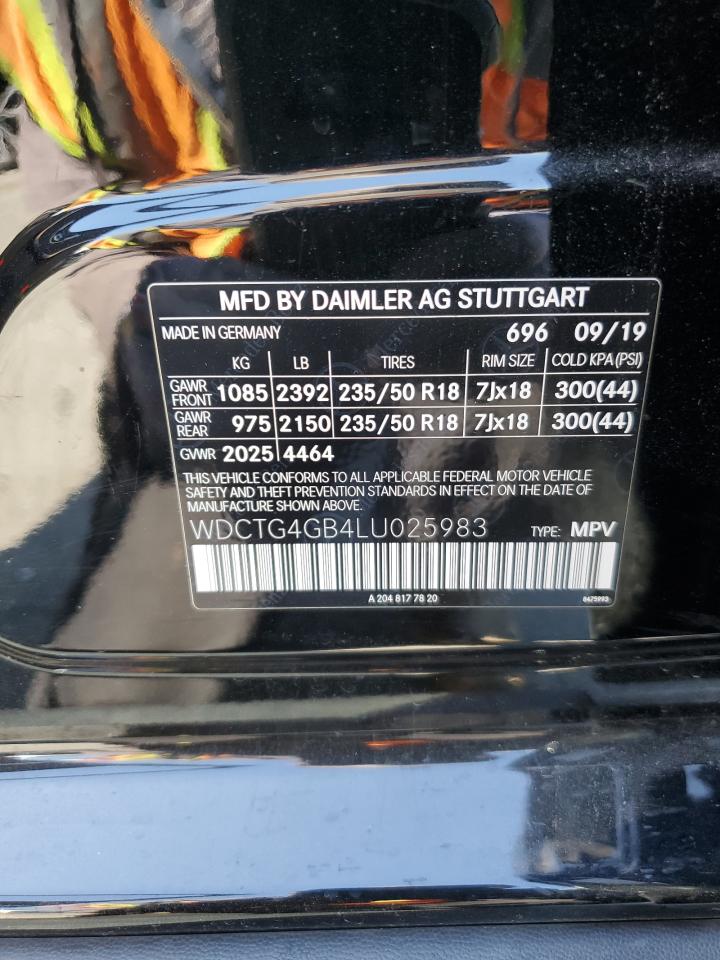 MFD BY DAIMLER AG STUTTGART
MADE IN GERMANY 696 09/19
KG LB TIRES RIM SIZE COLD KPA(PSI)
GAWR FRONT 1085 2392 235/50 R18 7Jx18 300(44)
GAWR REAR 975 2150 235/50 R18 7Jx18 300(44)
GVWR 2025 4464
THIS VEHICLE CONFORMS TO ALL APPLICABLE FEDERAL MOTOR VEHICLE
SAFETY AND THEFT PREVENTION STANDARDS IN EFFECT ON THE DATE OF
MANUFACTURE SHOWN ABOVE.
WDCTG4GB4LU025983 TYPE: MPV
A 204 817 78 20